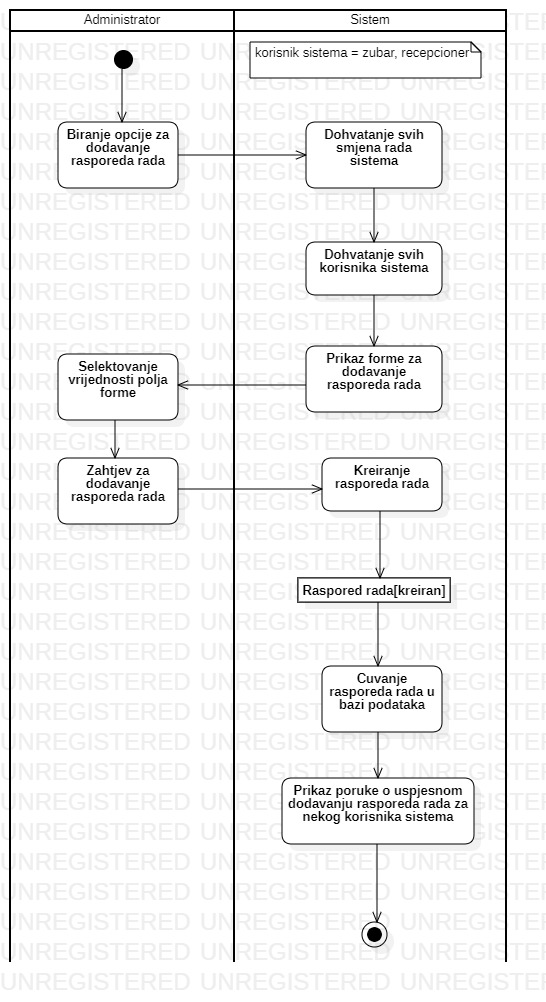 Administrator
Sistem
korisnik sistema = zubar, recepcioner
Biranje opcije za
dodavanje
rasporeda rada
Dohvatanje svih
smjena rada
sistema
Dohvatanje svih
korisnika sistema
Prikaz forme za
dodavanje
rasporeda rada
Selektovanje
vrijednosti polja
forme
Zahtjev za
dodavanje
rasporeda rada
Kreiranje
rasporeda rada
Raspored rada[kreiran]
Cuvanje
rasporeda rada u
bazi podataka
Prikaz poruke o uspjesnom
dodavanju rasporeda rada za
nekog korisnika sistema
UNREGISTERED